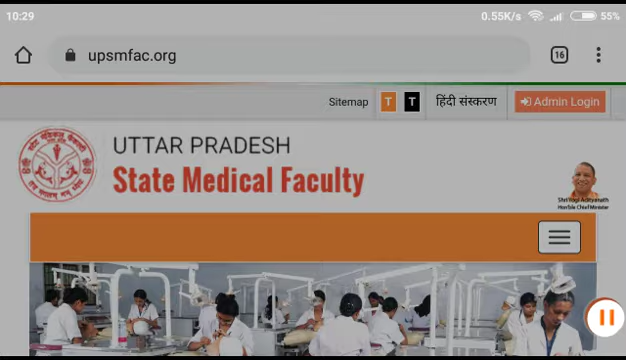 10:29 0.55K/s 55%
upsmfac.org 16
Sitemap T T हिंदी संस्करण Admin Login
UTTAR PRADESH
State Medical Faculty
Shri Yogi Adityanath
Hon'ble Chief Minister